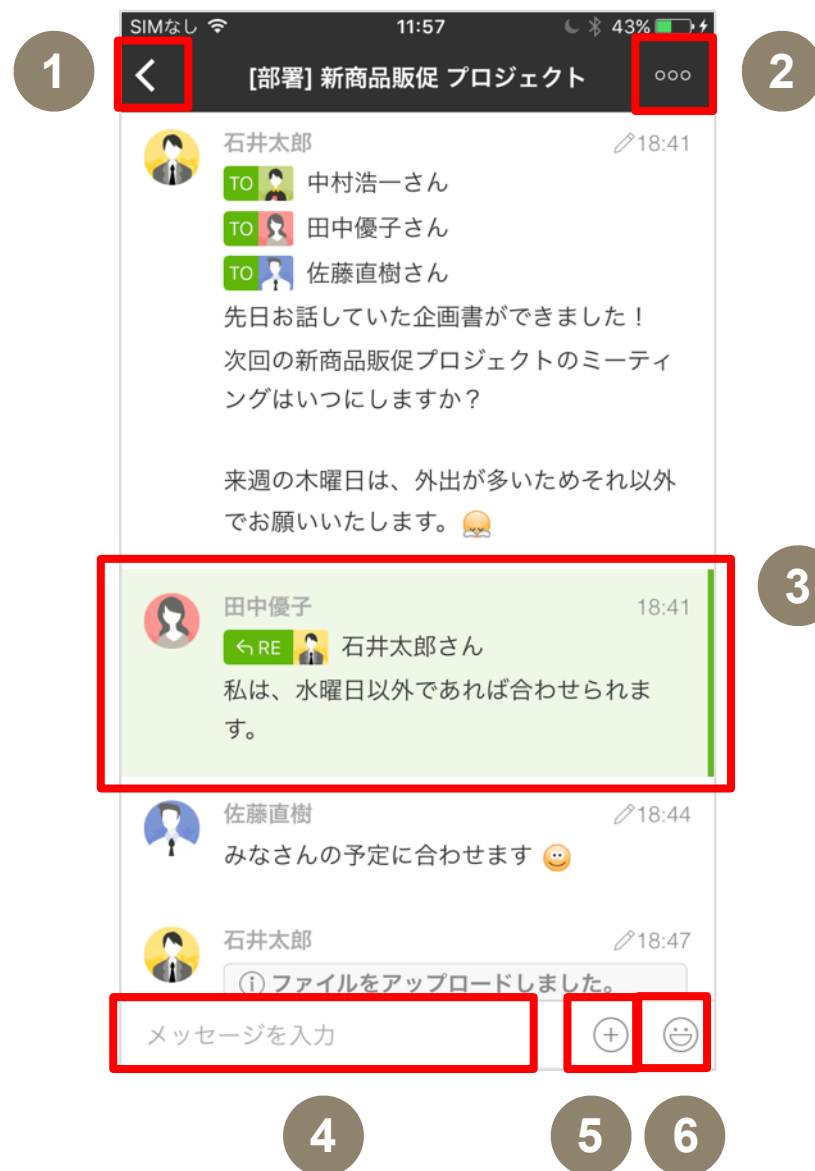 SIMなし 11:57 43%
1
[部署] 新商品販促 プロジェクト
2
石井太郎 18:41
TO 中村浩一さん
TO 田中優子さん
TO 佐藤直樹さん
先日お話していた企画書ができました！
次回の新商品販促プロジェクトのミーティ
ングはいつにしますか？
来週の木曜日は、外出が多いためそれ以外
でお願いいたします。
3
田中優子 18:41
RE 石井太郎さん
私は、水曜日以外であれば合わせられま
す。
佐藤直樹 18:44
みなさんの予定に合わせます
石井太郎 18:47
ファイルをアップロードしました。
メッセージを入力
4
5
6